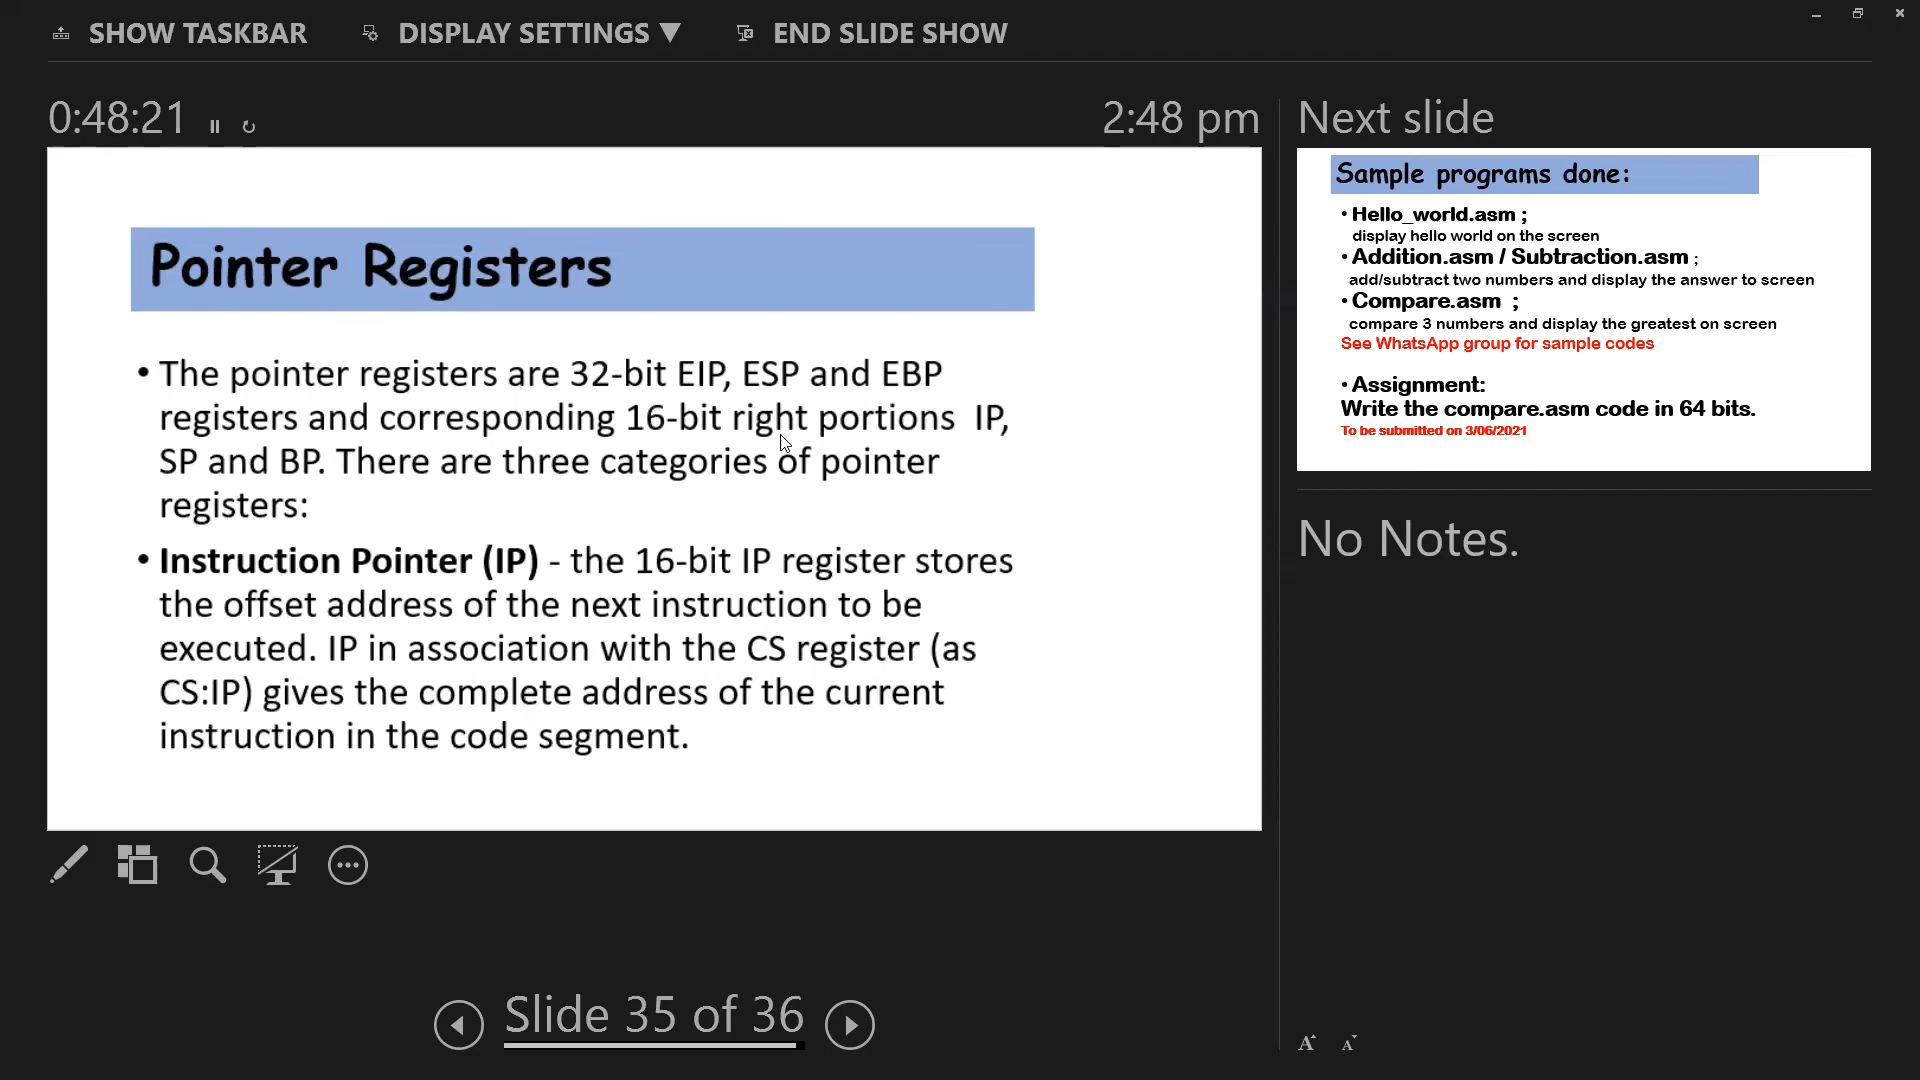 SHOW TASKBAR
DISPLAY SETTINGS ▼
END SLIDE SHOW
0:48:21
2:48 pm
Pointer Registers
• The pointer registers are 32-bit EIP, ESP and EBP
registers and corresponding 16-bit right portions IP,
SP and BP. There are three categories of pointer
registers:
• Instruction Pointer (IP) - the 16-bit IP register stores
the offset address of the next instruction to be
executed. IP in association with the CS register (as
CS:IP) gives the complete address of the current
instruction in the code segment.
Slide 35 of 36
Next slide
Sample programs done:
• Hello_world.asm ;
display hello world on the screen
• Addition.asm / Subtraction.asm ;
add/subtract two numbers and display the answer to screen
• Compare.asm ;
compare 3 numbers and display the greatest on screen
See WhatsApp group for sample codes
• Assignment:
Write the compare.asm code in 64 bits.
To be submitted on 3/06/2021
No Notes.
A A